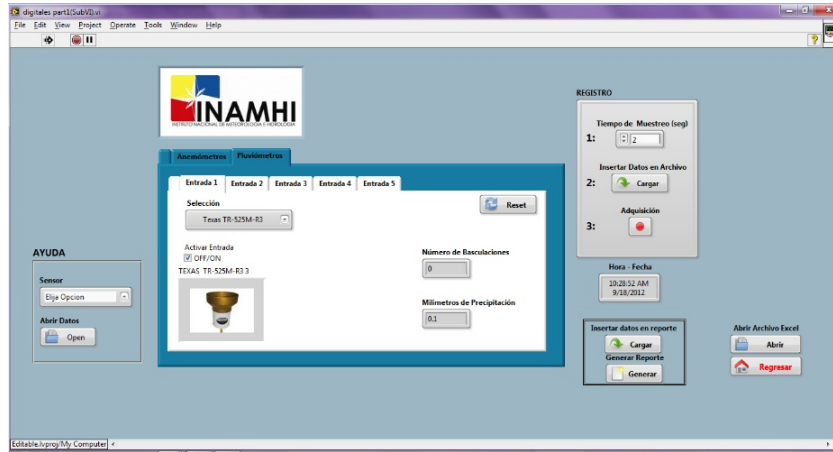 digitales part1(SubVI).vi
File Edit View Project Operate Tools Window Help
INAMHI
INSTITUTO NACIONAL DE METEOROLOGIA E HIDROLOGIA
Anemómetros Pluviómetros
Entrada 1 Entrada 2 Entrada 3 Entrada 4 Entrada 5
Selección
Texas TR-525M-R3
Reset
Activar Entrada
OFF/ON
TEXAS TR-525M-R3 3
Número de Basculaciones
0
Milímetros de Precipitación
0.1
AYUDA
Sensor
Elija Opcion
Abrir Datos
Open
REGISTRO
Tiempo de Muestreo (seg)
1: 2
Insertar Datos en Archivo
2: Cargar
Adquisición
3:
Hora - Fecha
10:28:52 AM
9/18/2012
Insertar datos en reporte
Cargar
Generar Reporte
Generar
Abrir Archivo Excel
Abrir
Regresar
Editable.lvproj/My Computer